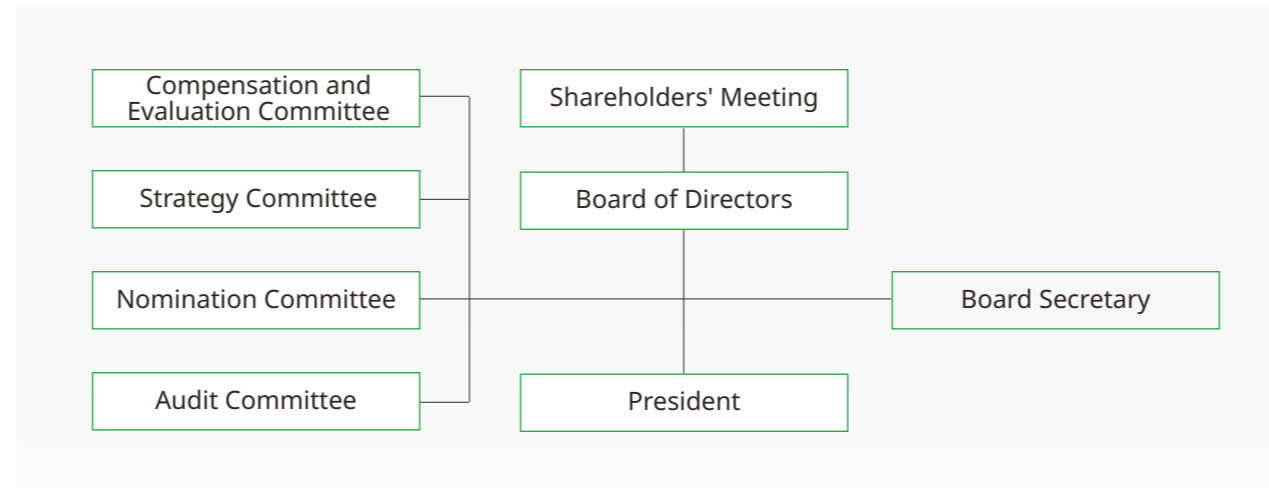 Compensation and
Evaluation Committee
Shareholders' Meeting
Strategy Committee
Board of Directors
Nomination Committee
Board Secretary
Audit Committee
President